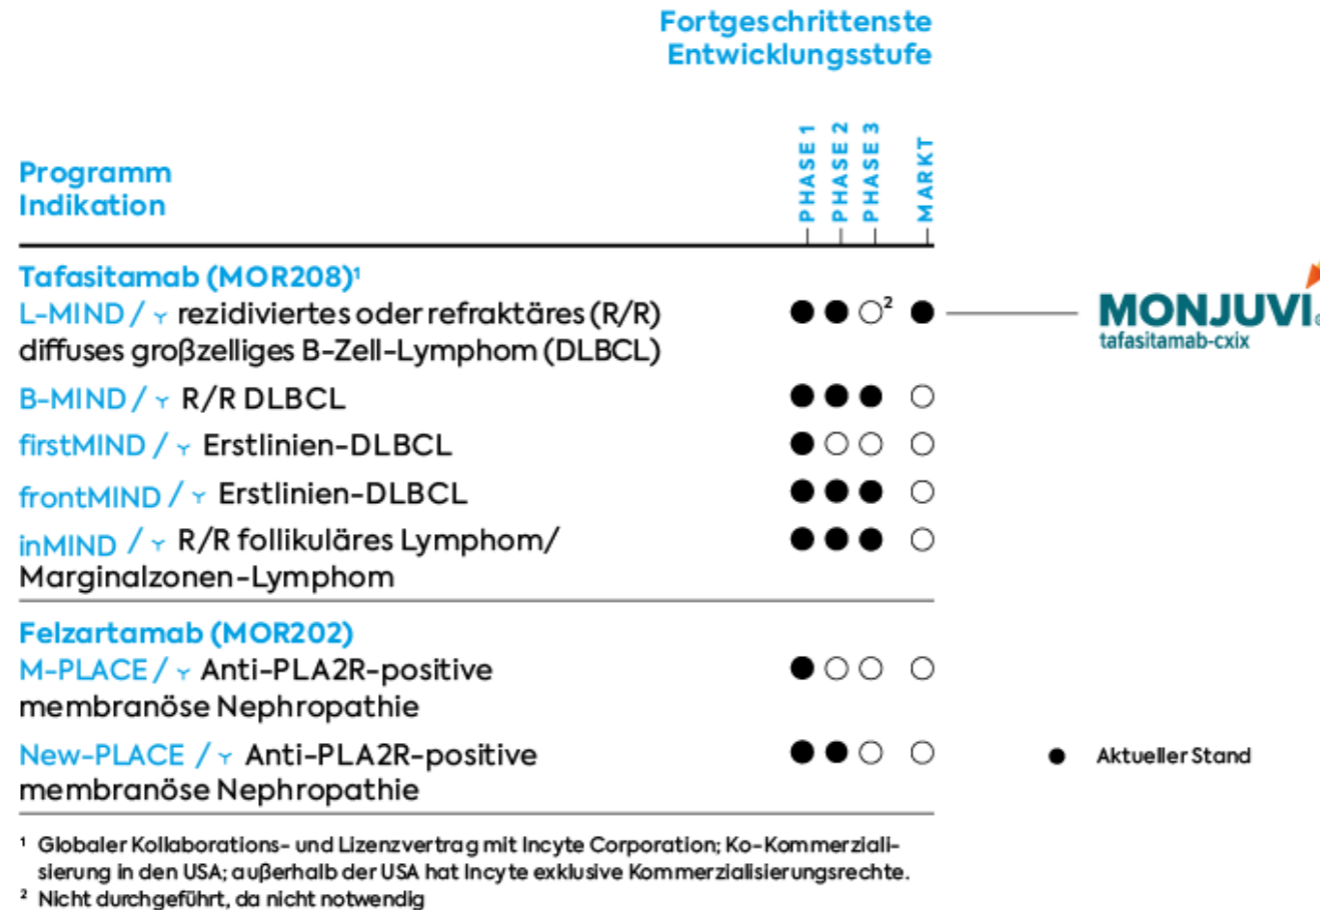 Fortgeschrittenste
Entwicklungsstufe
Programm
Indikation
PHASE 1
PHASE 2
PHASE 3
MARKT
Tafasitamab (MOR208)¹
L-MIND / rezidiviertes oder refraktäres (R/R)
diffuses großzelliges B-Zell-Lymphom (DLBCL)
2
MONJUVI
tafasitamab-cxix
B-MIND / R/R DLBCL
firstMIND / Erstlinien-DLBCL
frontMIND / Erstlinien-DLBCL
inMIND / R/R follikuläres Lymphom/
Marginalzonen-Lymphom
Felzartamab (MOR202)
M-PLACE / Anti-PLA2R-positive
membranöse Nephropathie
New-PLACE / Anti-PLA2R-positive
membranöse Nephropathie
Aktueller Stand
¹ Globaler Kollaborations- und Lizenzvertrag mit Incyte Corporation; Ko-Kommerziali-
sierung in den USA; außerhalb der USA hat Incyte exklusive Kommerzialisierungsrechte.
² Nicht durchgeführt, da nicht notwendig